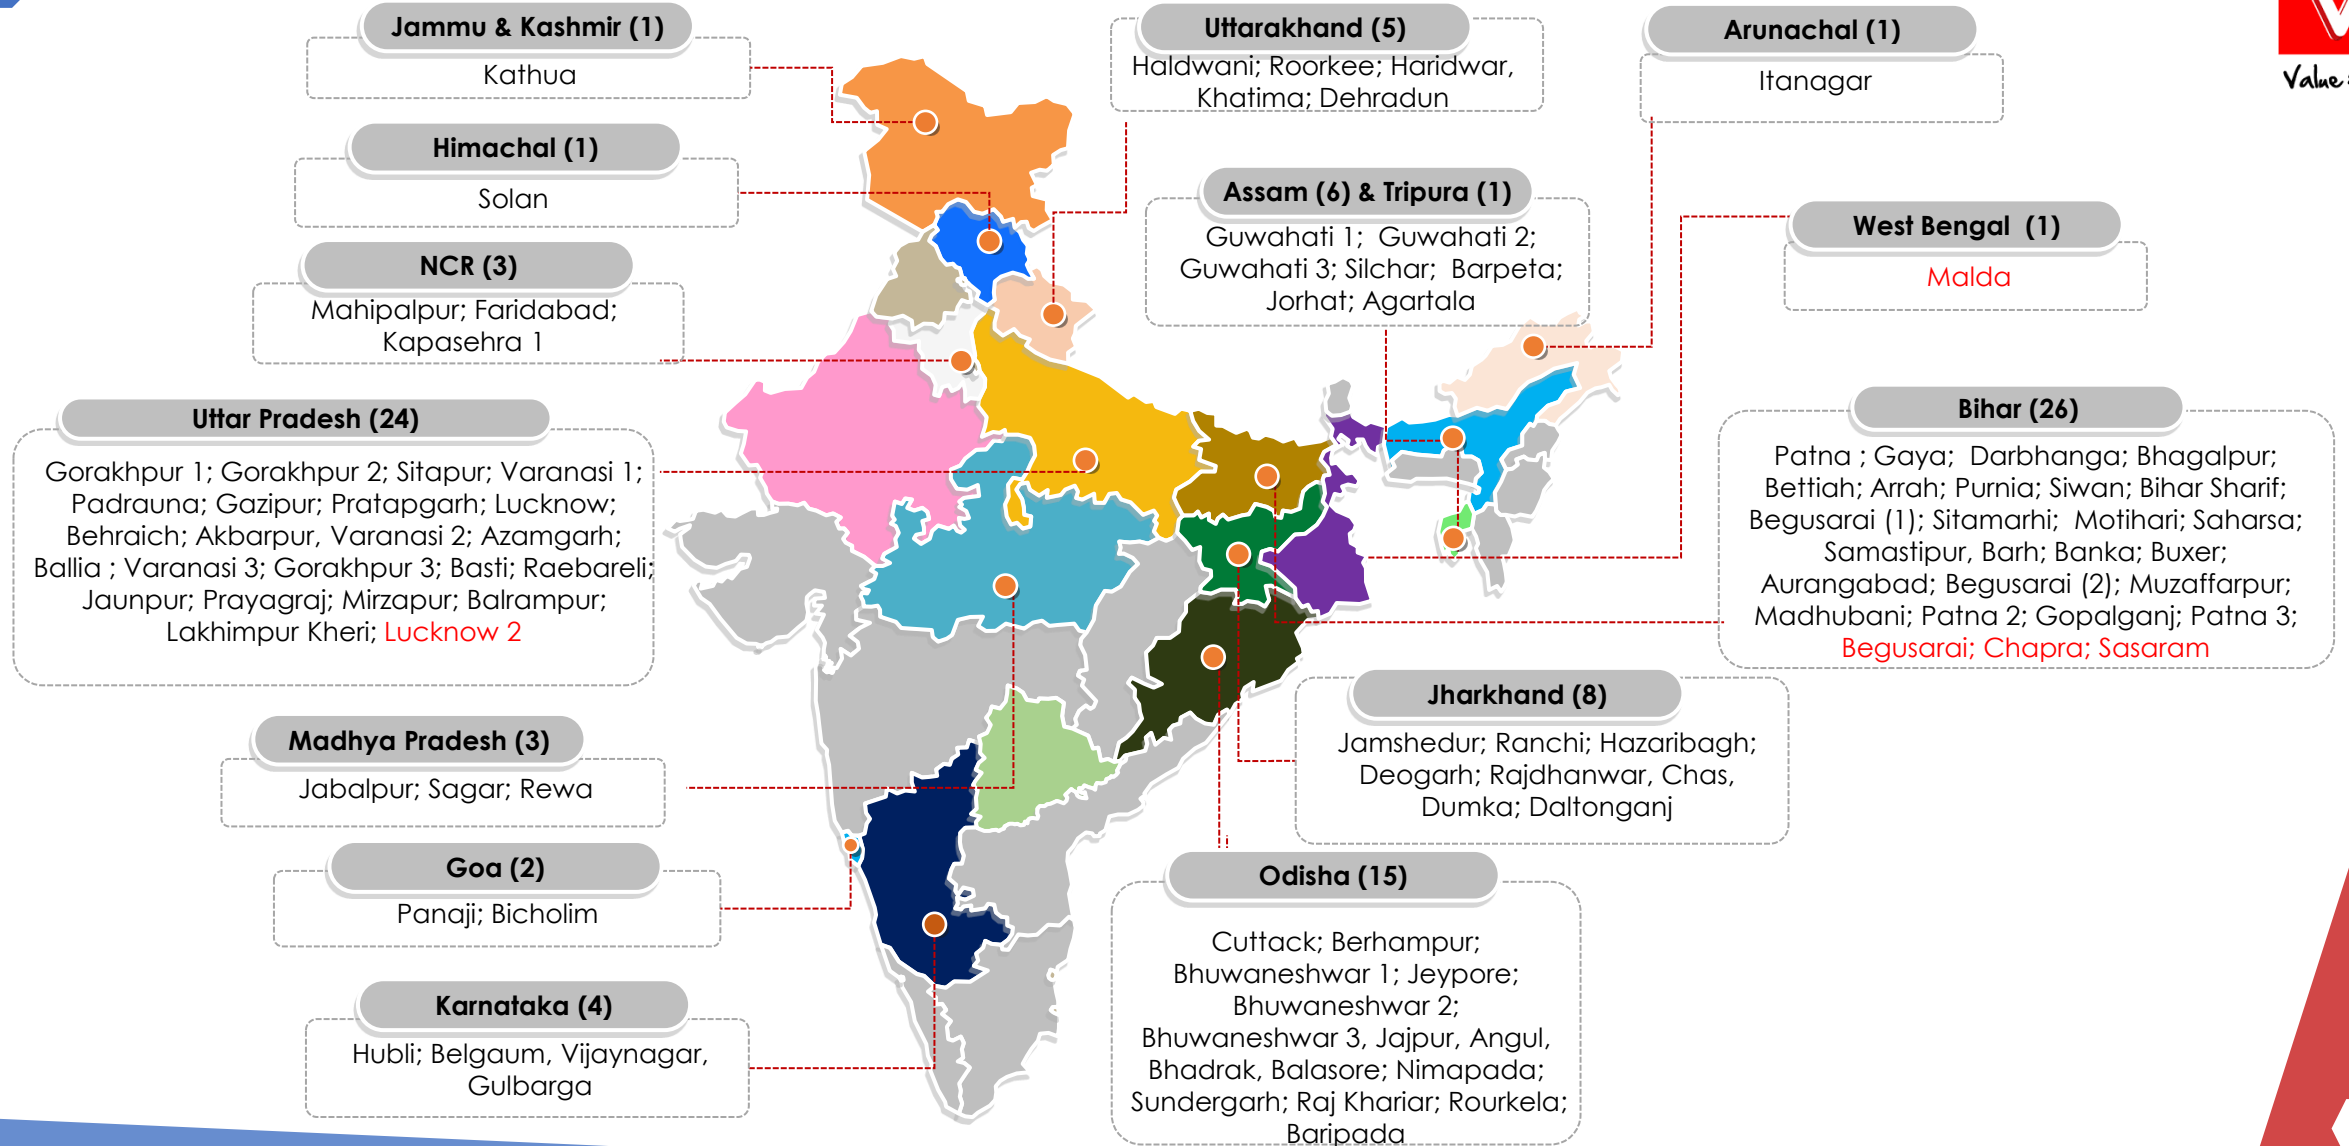 Jammu & Kashmir (1)
Kathua
Himachal (1)
Solan
NCR (3)
Mahipalpur; Faridabad;
Kapasehra 1
Uttar Pradesh (24)
Gorakhpur 1; Gorakhpur 2; Sitapur; Varanasi 1;
Padrauna; Gazipur; Pratapgarh; Lucknow;
Behraich; Akbarpur, Varanasi 2; Azamgarh;
Ballia ; Varanasi 3; Gorakhpur 3; Basti; Raebareli;
Jaunpur; Prayagraj; Mirzapur; Balrampur;
Lakhimpur Kheri; Lucknow 2
Madhya Pradesh (3)
Jabalpur; Sagar; Rewa
Goa (2)
Panaji; Bicholim
Karnataka (4)
Hubli; Belgaum, Vijaynagar,
Gulbarga
Uttarakhand (5)
Haldwani; Roorkee; Haridwar,
Khatima; Dehradun
Assam (6) & Tripura (1)
Guwahati 1; Guwahati 2;
Guwahati 3; Silchar; Barpeta;
Jorhat; Agartala
Arunachal (1)
Itanagar
Value
West Bengal (1)
Malda
Bihar (26)
Patna ; Gaya; Darbhanga; Bhagalpur;
Bettiah; Arrah; Purnia; Siwan; Bihar Sharif;
Begusarai (1); Sitamarhi; Motihari; Saharsa;
Samastipur, Barh; Banka; Buxer;
Aurangabad; Begusarai (2); Muzaffarpur;
Madhubani; Patna 2; Gopalganj; Patna 3;
Begusarai; Chapra; Sasaram
Jharkhand (8)
Jamshedur; Ranchi; Hazaribagh;
Deogarh; Rajdhanwar, Chas,
Dumka; Daltonganj
Odisha (15)
Cuttack; Berhampur;
Bhuwaneshwar 1; Jeypore;
Bhuwaneshwar 2;
Bhuwaneshwar 3, Jajpur, Angul,
Bhadrak, Balasore; Nimapada;
Sundergarh; Raj Khariar; Rourkela;
Baripada